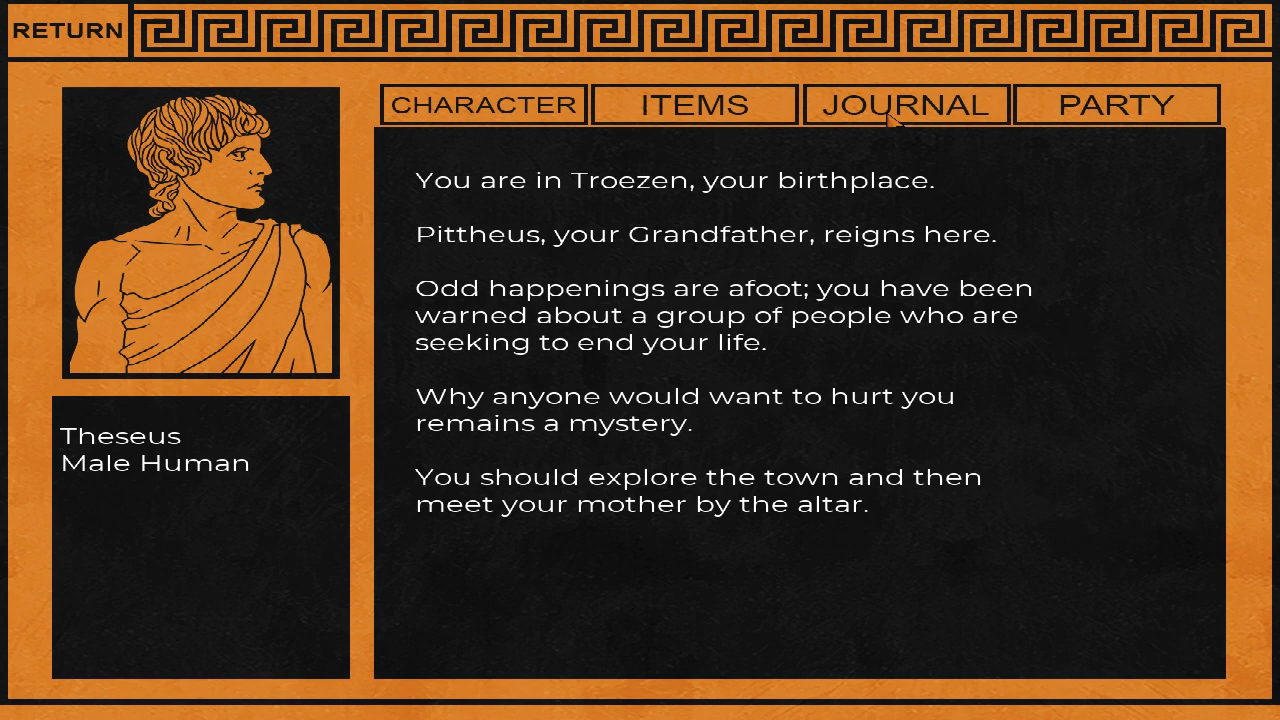 RETURN
CHARACTER
ITEMS
JOURNAL
PARTY
You are in Troezen, your birthplace.
Pittheus, your Grandfather, reigns here.
Odd happenings are afoot; you have been
warned about a group of people who are
seeking to end your life.
Why anyone would want to hurt you
remains a mystery.
You should explore the town and then
meet your mother by the altar.
Theseus
Male Human